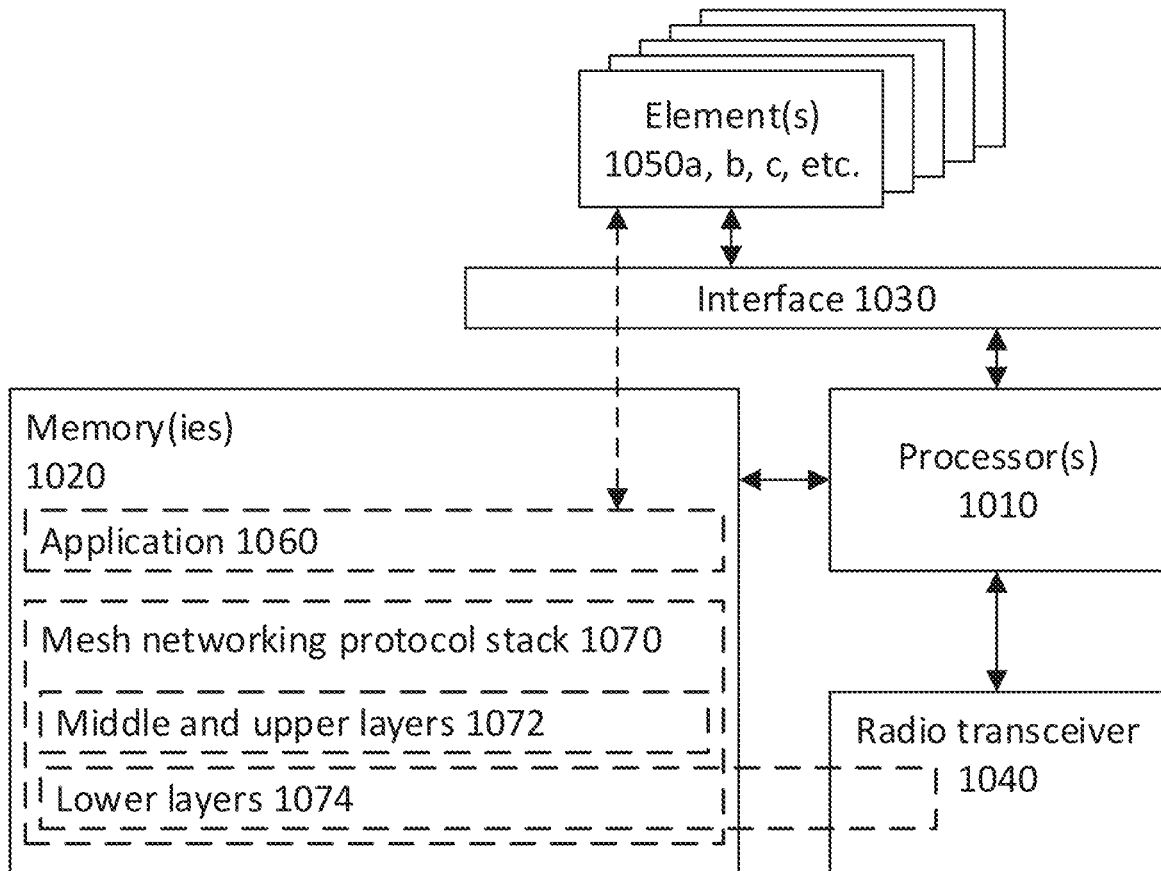 Element(s)
1050a, b, c, etc.
Interface 1030
Memory(ies)
1020
Processor(s)
1010
Application 1060
Mesh networking protocol stack 1070
Middle and upper layers 1072
Radio transceiver
1040
Lower layers 1074